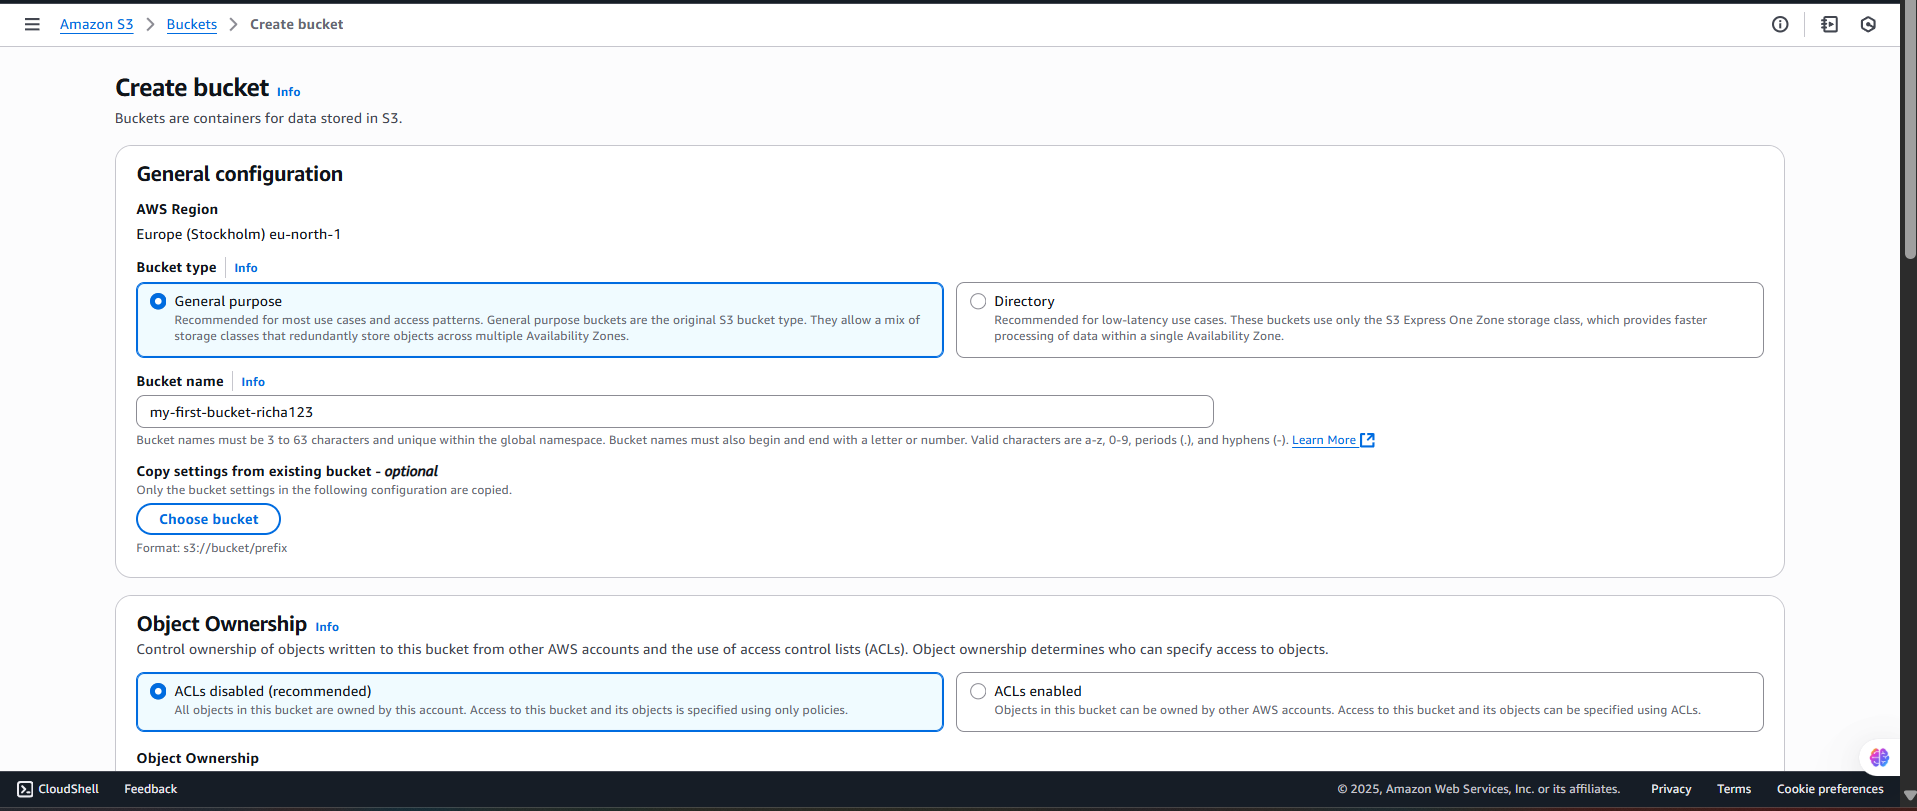 Amazon S3 > Buckets > Create bucket
Create bucket Info
Buckets are containers for data stored in S3.
General configuration
AWS Region
Europe (Stockholm) eu-north-1
Bucket type Info
General purpose
Recommended for most use cases and access patterns. General purpose buckets are the original S3 bucket type. They allow a mix of
storage classes that redundantly store objects across multiple Availability Zones.
Directory
Recommended for low-latency use cases. These buckets use only the S3 Express One Zone storage class, which provides faster
processing of data within a single Availability Zone.
Bucket name Info
my-first-bucket-richa123
Bucket names must be 3 to 63 characters and unique within the global namespace. Bucket names must also begin and end with a letter or number. Valid characters are a-z, 0-9, periods (.), and hyphens (-). Learn More
Copy settings from existing bucket - optional
Only the bucket settings in the following configuration are copied.
Choose bucket
Format: s3://bucket/prefix
Object Ownership Info
Control ownership of objects written to this bucket from other AWS accounts and the use of access control lists (ACLs). Object ownership determines who can specify access to objects.
ACLs disabled (recommended)
All objects in this bucket are owned by this account. Access to this bucket and its objects is specified using only policies.
ACLs enabled
Objects in this bucket can be owned by other AWS accounts. Access to this bucket and its objects can be specified using ACLs.
Object Ownership
CloudShell Feedback © 2025, Amazon Web Services, Inc. or its affiliates. Privacy Terms Cookie preferences